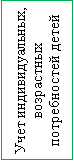 Учет индивидуальных,
возрастных
потребностей детей